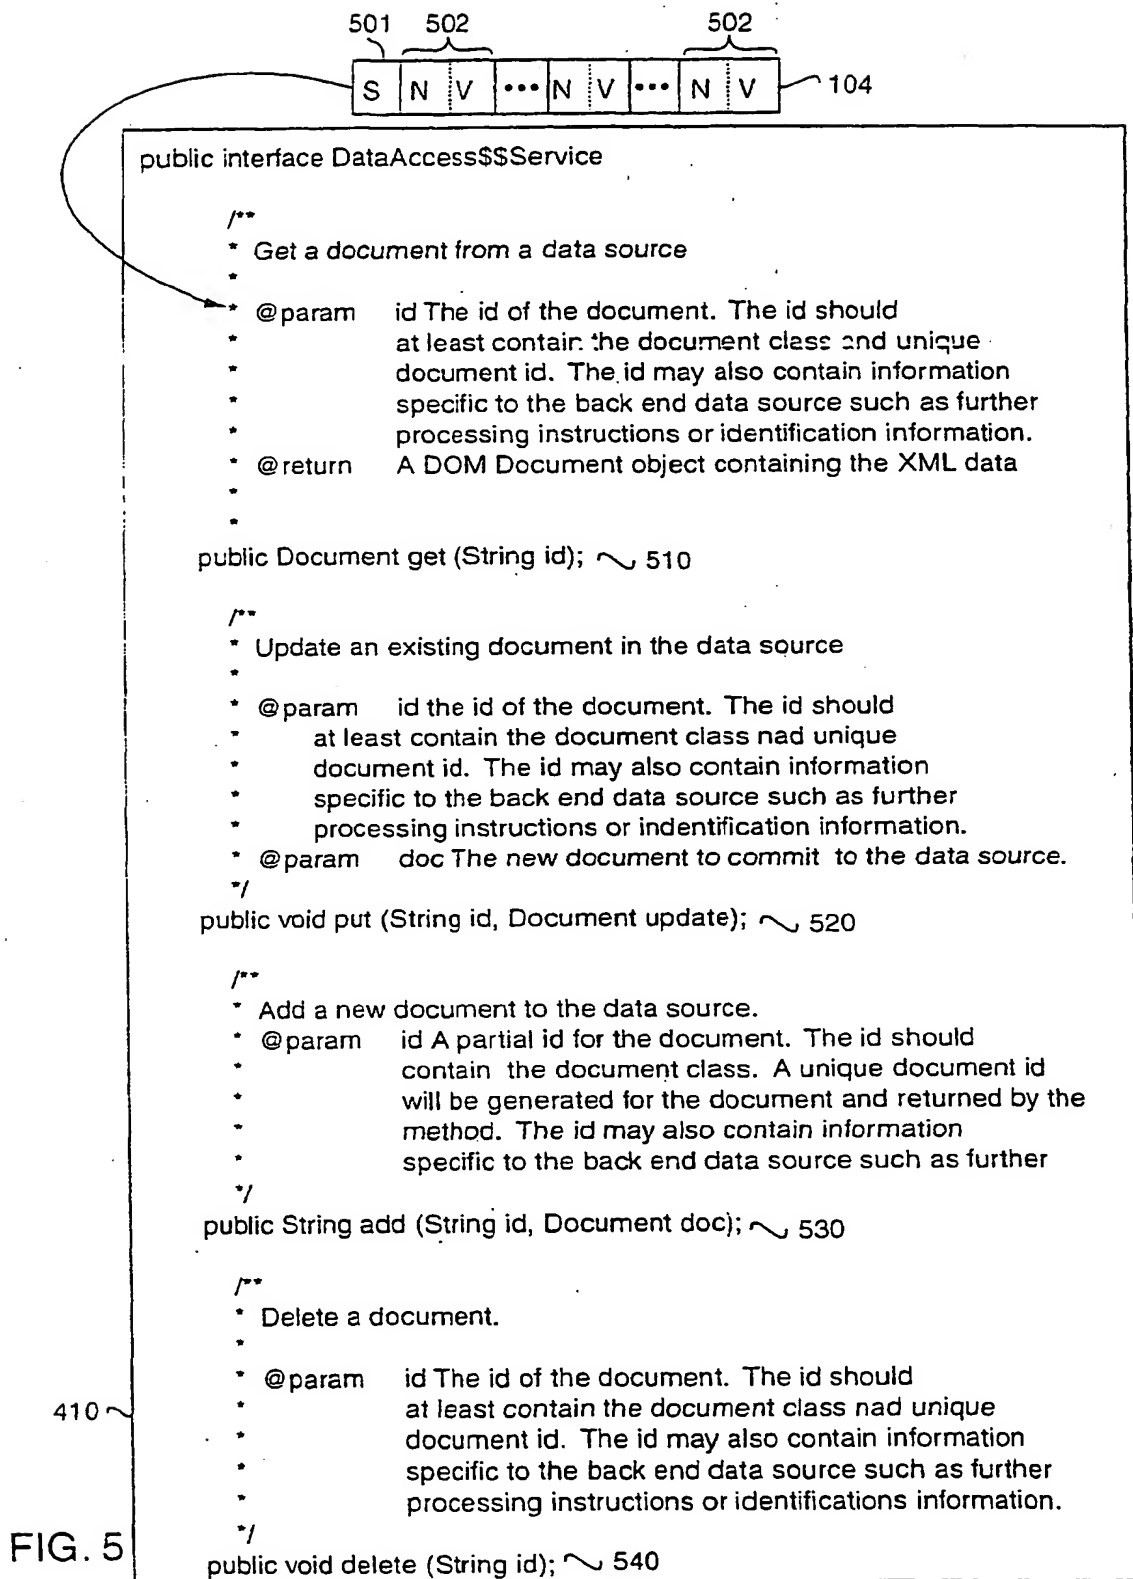 501 502 502
S N V ••• N V ••• N V 104
public interface DataAccess$$Service
/**
* Get a document from a data source
*
* @param id The id of the document. The id should
* at least contain the document class and unique
* document id. The id may also contain information
* specific to the back end data source such as further
* processing instructions or identification information.
* @return A DOM Document object containing the XML data
*
*
public Document get (String id); 510
/**
* Update an existing document in the data source
*
* @param id the id of the document. The id should
* at least contain the document class nad unique
* document id. The id may also contain information
* specific to the back end data source such as further
* processing instructions or indentification information.
* @param doc The new document to commit to the data source.
*/
public void put (String id, Document update); 520
/**
* Add a new document to the data source.
* @param id A partial id for the document. The id should
* contain the document class. A unique document id
* will be generated for the document and returned by the
* method. The id may also contain information
* specific to the back end data source such as further
*/
public String add (String id, Document doc); 530
/**
* Delete a document.
*
* @param id The id of the document. The id should
410 * at least contain the document class nad unique
* document id. The id may also contain information
* specific to the back end data source such as further
* processing instructions or identifications information.
*/
public void delete (String id); 540
FIG. 5